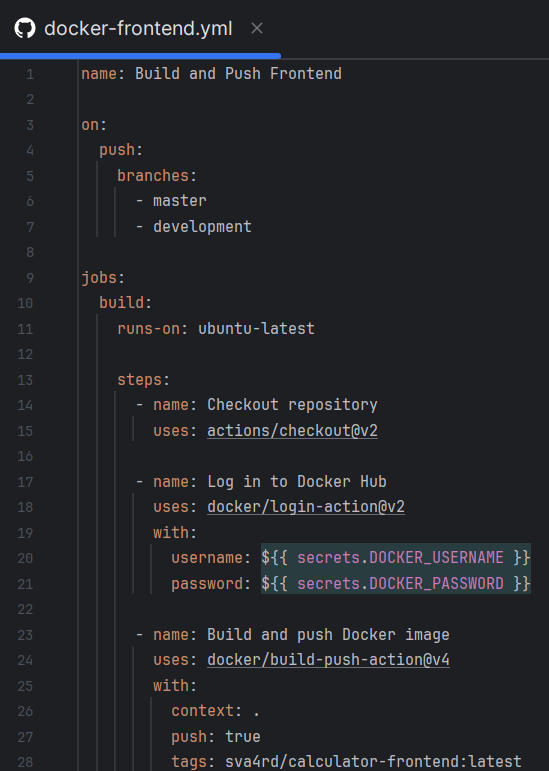 docker-frontend.yml
1 name: Build and Push Frontend
2
3 on:
4   push:
5     branches:
6       - master
7       - development
8
9 jobs:
10   build:
11     runs-on: ubuntu-latest
12
13     steps:
14       - name: Checkout repository
15         uses: actions/checkout@v2
16
17       - name: Log in to Docker Hub
18         uses: docker/login-action@v2
19         with:
20           username: ${{ secrets.DOCKER_USERNAME }}
21           password: ${{ secrets.DOCKER_PASSWORD }}
22
23       - name: Build and push Docker image
24         uses: docker/build-push-action@v4
25         with:
26           context: .
27           push: true
28           tags: sva4rd/calculator-frontend:latest